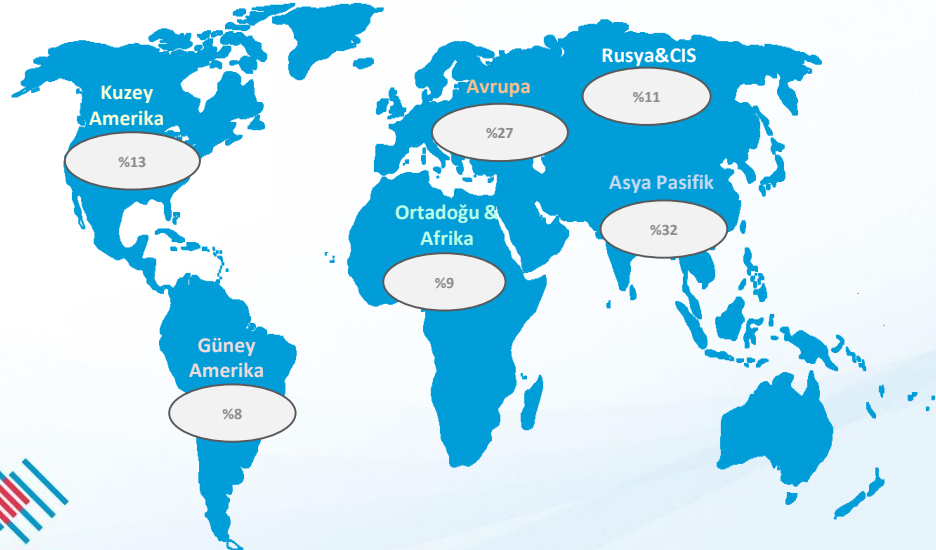 Kuzey
Amerika
%13
Avrupa
%27
Rusya&CIS
%11
Asya Pasifik
%32
Ortadoğu &
Afrika
%9
Güney
Amerika
%8